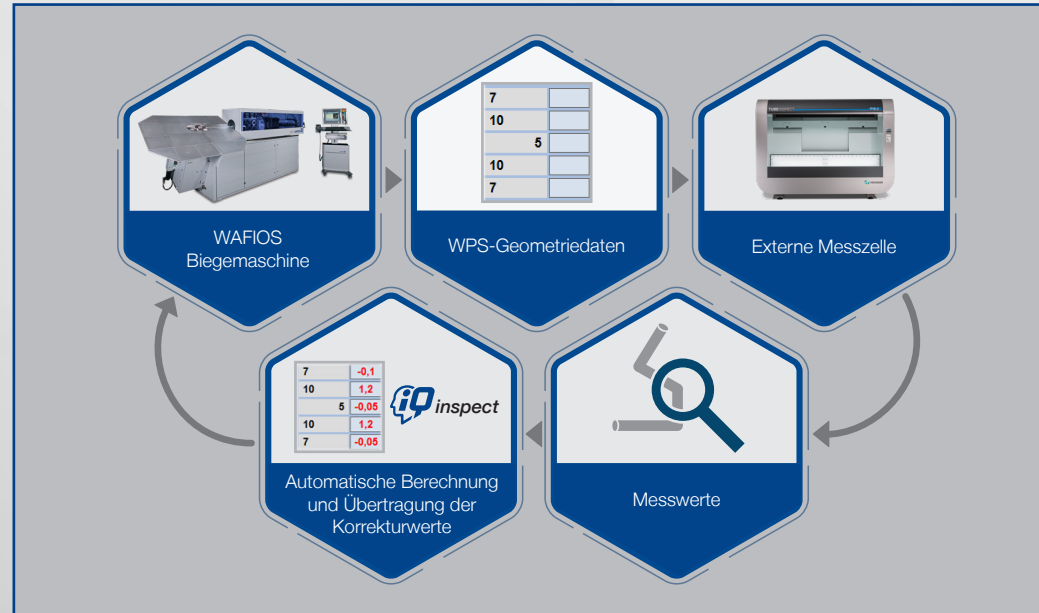 7
10
5
10
7
TUBEINSPECT
WAFIOS
Biegemaschine
WPS-Geometriedaten
Externe Messzelle
7 -0,1
10 1,2
5 -0,05
10 1,2
7 -0,05
iQ inspect
Automatische Berechnung
und Übertragung der
Korrekturwerte
Messwerte